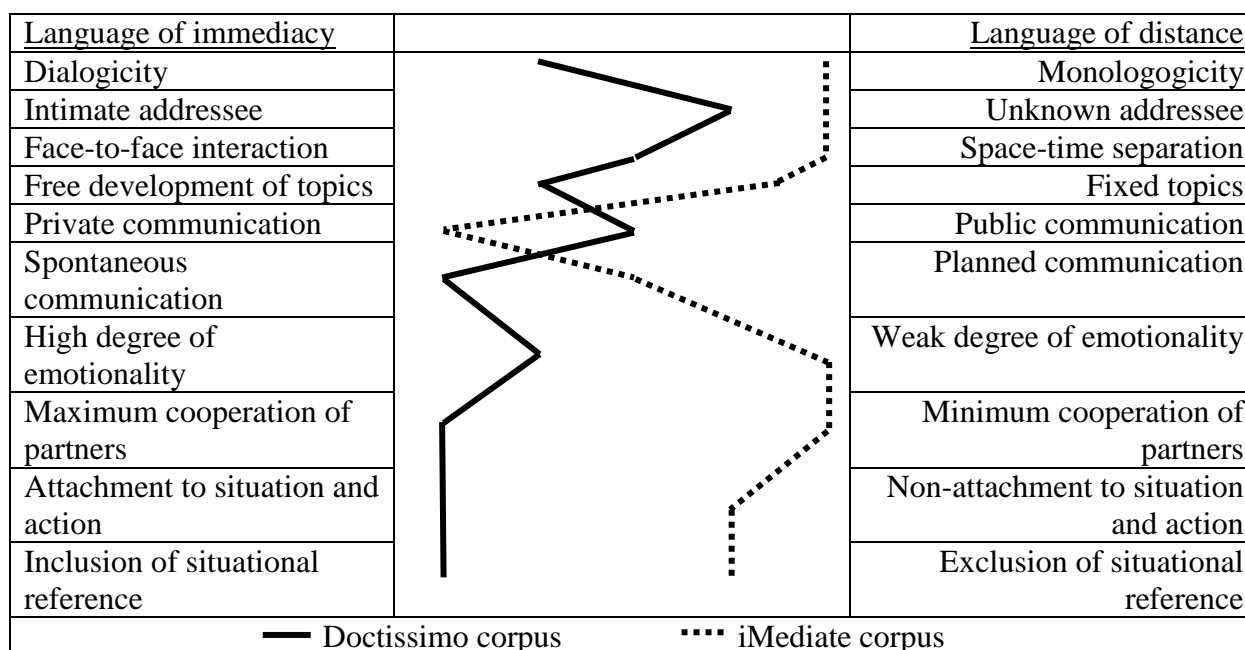 Language of immediacy Language of distance
Dialogicity Monologogicity
Intimate addressee Unknown addressee
Face-to-face interaction Space-time separation
Free development of topics Fixed topics
Private communication Public communication
Spontaneous Planned communication
communication
High degree of Weak degree of emotionality
emotionality
Maximum cooperation of Minimum cooperation of
partners partners
Attachment to situation and Non-attachment to situation
action and action
Inclusion of situational Exclusion of situational
reference reference
Doctissimo corpus iMediate corpus